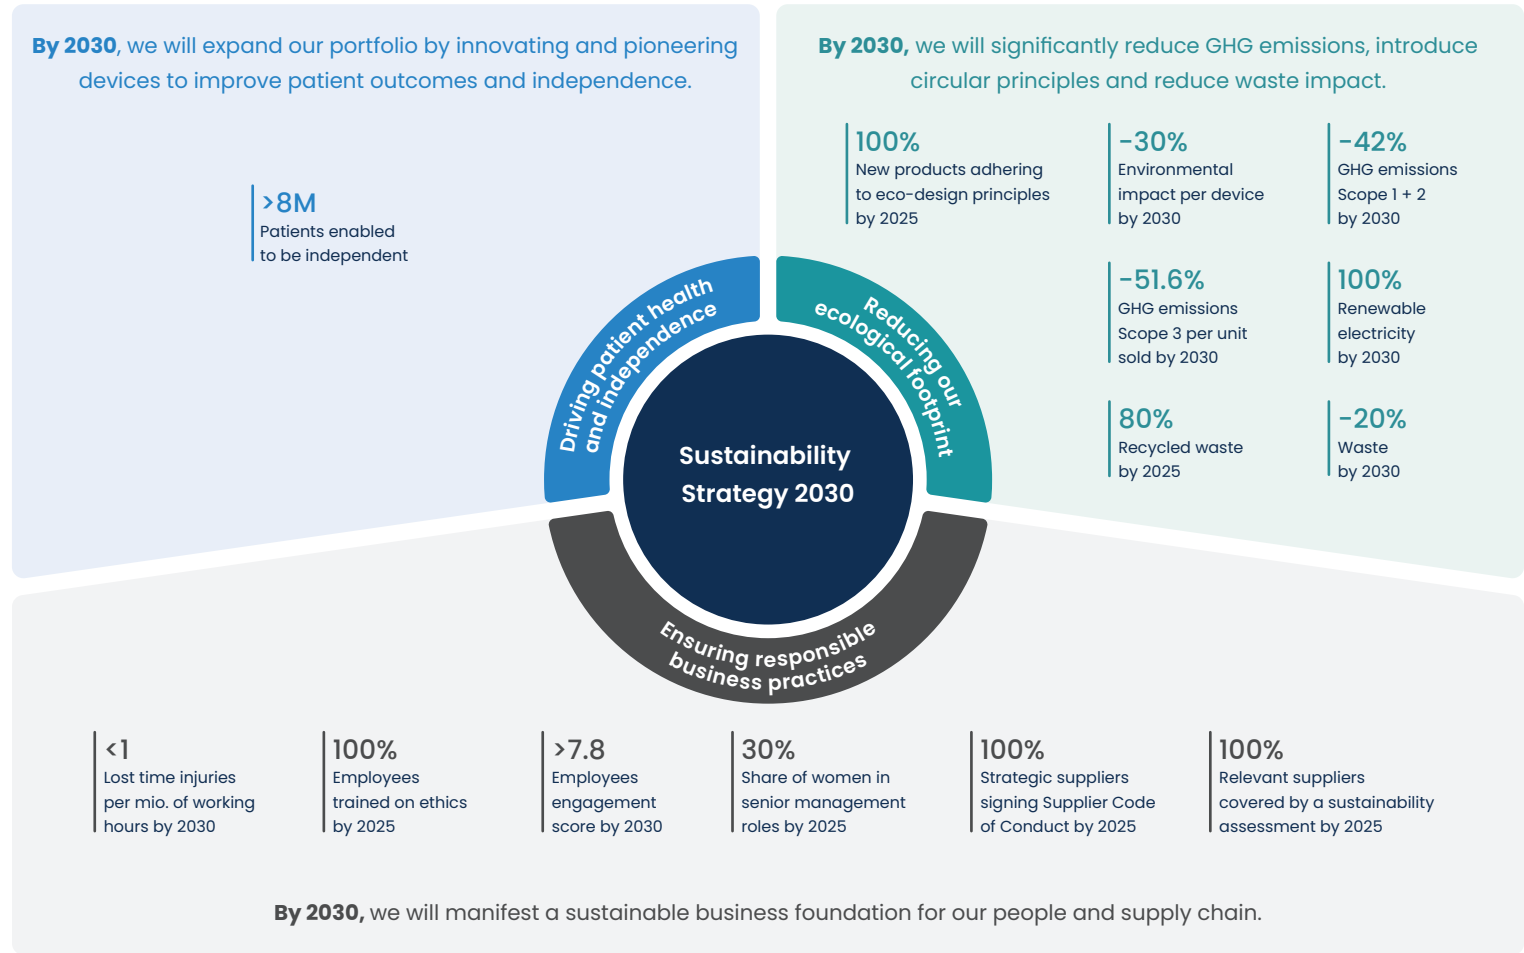 By 2030, we will expand our portfolio by innovating and pioneering
devices to improve patient outcomes and independence.
>8M
Patients enabled
to be independent
By 2030, we will significantly reduce GHG emissions, introduce
circular principles and reduce waste impact.
100%
New products adhering
to eco-design principles
by 2025
-30%
Environmental
impact per device
by 2030
-42%
GHG emissions
Scope 1 + 2
by 2030
-51.6%
GHG emissions
Scope 3 per unit
sold by 2030
100%
Renewable
electricity
by 2030
80%
Recycled waste
by 2025
-20%
Waste
by 2030
Driving patient health
and independence
Reducing our
ecological footprint
Sustainability
Strategy 2030
Ensuring responsible
business practices
<1
Lost time injuries
per mio. of working
hours by 2030
100%
Employees
trained on ethics
by 2025
>7.8
Employees
engagement
score by 2030
30%
Share of women in
senior management
roles by 2025
100%
Strategic suppliers
signing Supplier Code
of Conduct by 2025
100%
Relevant suppliers
covered by a sustainability
assessment by 2025
By 2030, we will manifest a sustainable business foundation for our people and supply chain.